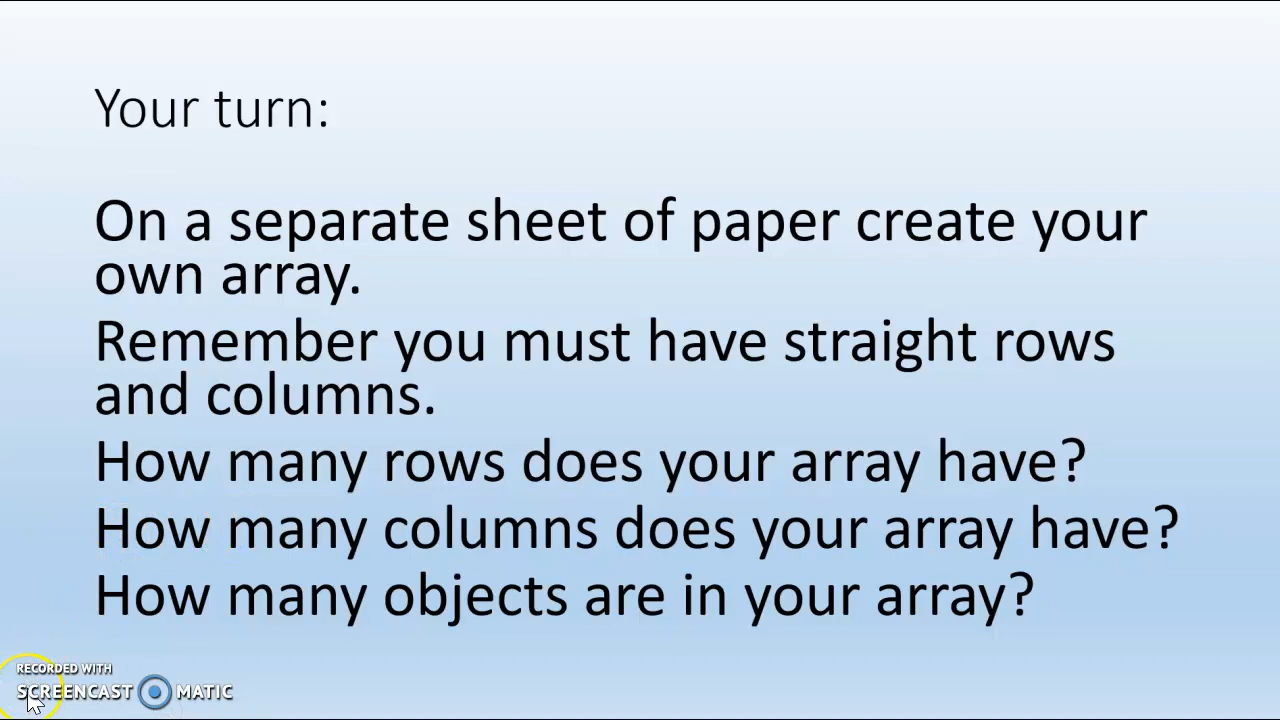 Your turn:
On a separate sheet of paper create your
own array.
Remember you must have straight rows
and columns.
How many rows does your array have?
How many columns does your array have?
How many objects are in your array?
RECORDED WITH
SCREENCAST MATIC